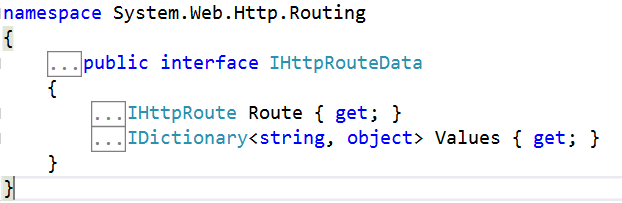 namespace System.Web.Http.Routing
{
...public interface IHttpRouteData
{
...IHttpRoute Route { get; }
...IDictionary<string, object> Values { get; }
}
}